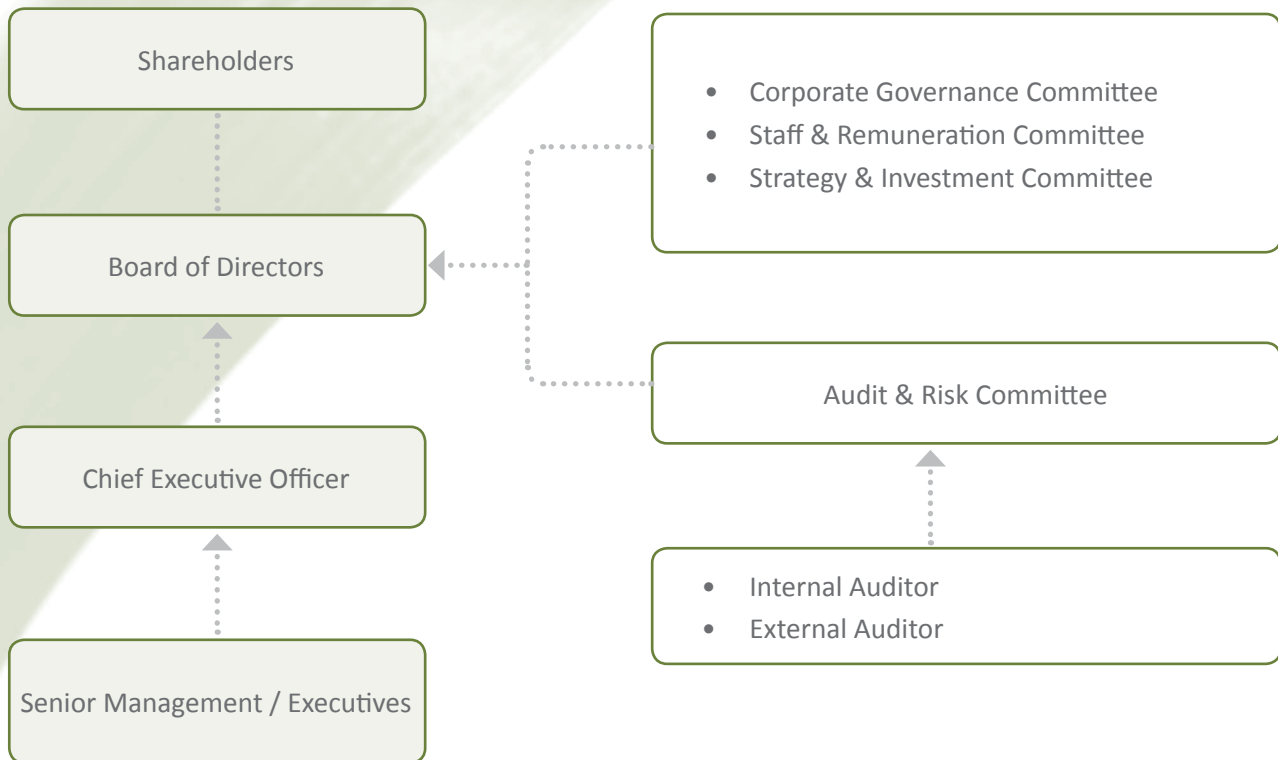 Shareholders
Board of Directors
Chief Executive Officer
Senior Management / Executives
• Corporate Governance Committee
• Staff & Remuneration Committee
• Strategy & Investment Committee
Audit & Risk Committee
• Internal Auditor
• External Auditor